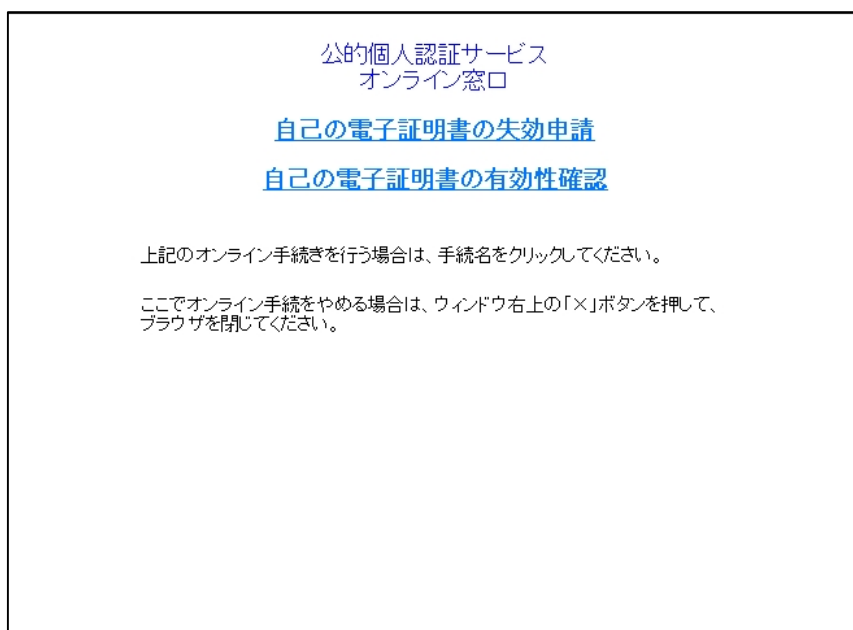 公的個人認証サービス
オンライン窓口
自己の電子証明書の失効申請
自己の電子証明書の有効性確認
上記のオンライン手続きを行う場合は、手続名をクリックしてください。
ここでオンライン手続をやめる場合は、ウィンドウ右上の「×」ボタンを押して、
ブラウザを閉じてください。